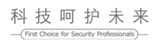 科技呵护未来
First Choice for Security Professionals